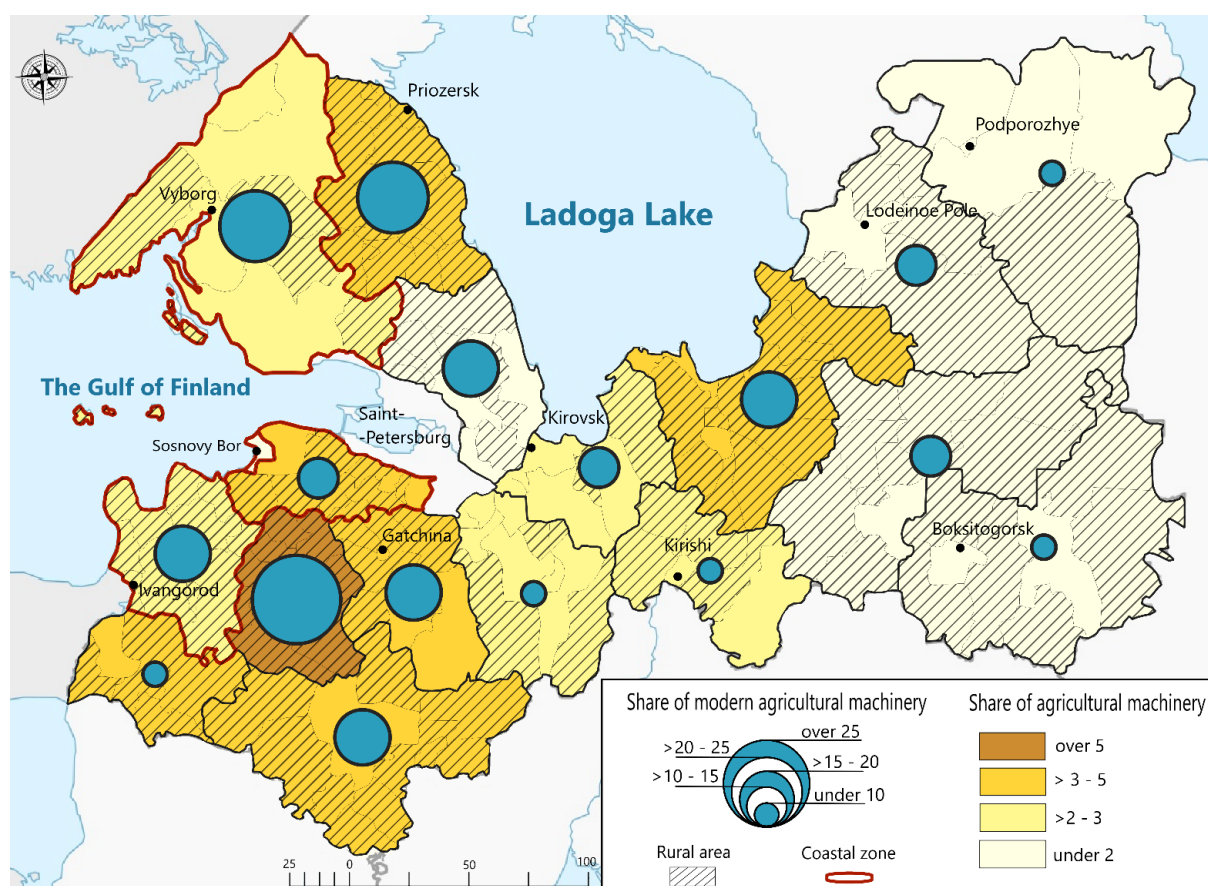 Priozersk
Podporozhye
Vyborg
Ladoga Lake
Lodeinoe Pole
The Gulf of Finland
Saint-
-Petersburg
Kirovsk
Sosnovy Bor
Gatchina
Kirishi
Boksitogorsk
Ivangorod
Share of modern agricultural machinery
over 25
>20 - 25
>15 - 20
>10 - 15
under 10
Rural area
Coastal zone
Share of agricultural machinery
over 5
> 3 - 5
>2 - 3
under 2
25 0 50 100